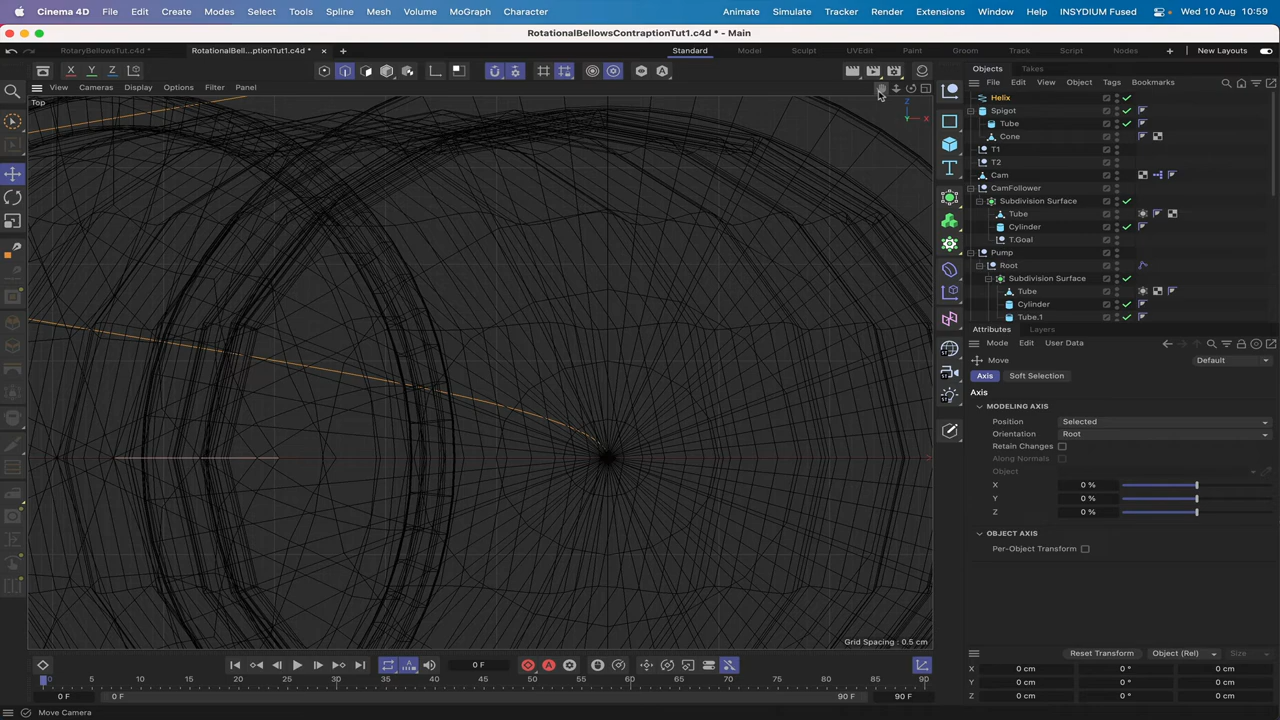 Cinema 4D File Edit Create Modes Select Tools Spline Mesh Volume MoGraph Character Animate Simulate Tracker Render Extensions Window Help INSYDIUM Fused Wed 10 Aug 10:59
RotationalBellowsContraptionTut1.c4d * - Main
RotaryBellowsTut.c4d * RotationalBell...ptionTut1.c4d * Standard Model Sculpt UVEdit Paint Groom Track Script Nodes New Layouts
X Y Z
View Cameras Display Options Filter Panel
Top
Z
X
Y
Objects Takes
File Edit View Object Tags Bookmarks
Helix
Spigot
Tube
Cone
T1
T2
Cam
CamFollower
Subdivision Surface
Tube
Cylinder
T.Goal
Pump
Root
Subdivision Surface
Tube
Cylinder
Tube.1
Attributes Layers
Mode Edit User Data
Move Default
Axis Soft Selection
Axis
MODELING AXIS
Position Selected
Orientation Root
Retain Changes
Along Normals
Object
X 0 %
Y 0 %
Z 0 %
OBJECT AXIS
Per-Object Transform
Grid Spacing : 0.5 cm
Reset Transform Object (Rel) Size
0 F
X 0 cm 0 ° 0 cm
Y 0 cm 0 ° 0 cm
Z 0 cm 0 ° 0 cm
0 5 10 15 20 25 30 35 40 45 50 55 60 65 70 75 80 85 90
0 F 0 F 90 F 90 F
Move Camera